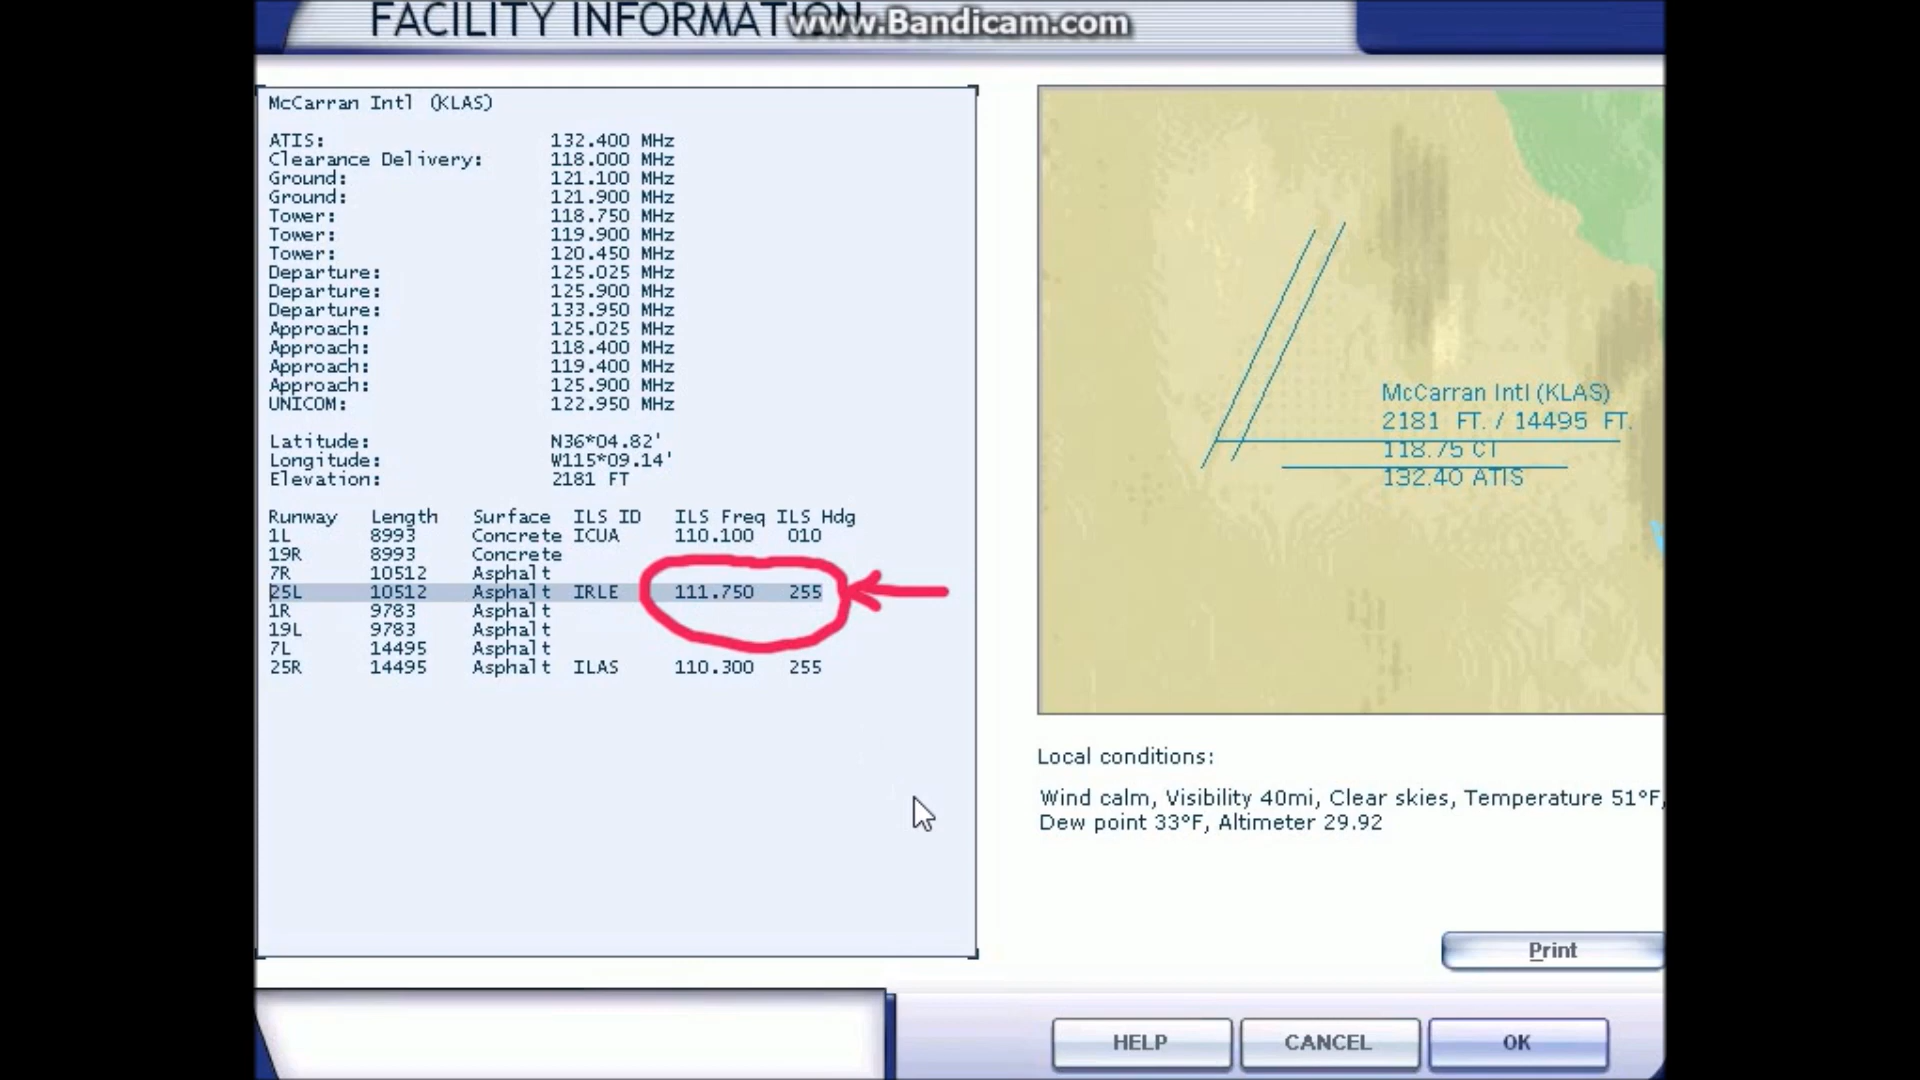 FACILITY INFORMATION
www.Bandicam.com
McCarran Intl (KLAS)
ATIS: 132.400 MHz
Clearance Delivery: 118.000 MHz
Ground: 121.100 MHz
Ground: 121.900 MHz
Tower: 118.750 MHz
Tower: 119.900 MHz
Tower: 120.450 MHz
Departure: 125.025 MHz
Departure: 125.900 MHz
Departure: 133.950 MHz
Approach: 125.025 MHz
Approach: 118.400 MHz
Approach: 119.400 MHz
Approach: 125.900 MHz
UNICOM: 122.950 MHz
Latitude: N36*04.82'
Longitude: W115*09.14'
Elevation: 2181 FT
Runway Length Surface ILS ID ILS Freq ILS Hdg
1L 8993 Concrete ICUA 110.100 010
19R 8993 Concrete
7R 10512 Asphalt
25L 10512 Asphalt IRLE 111.750 255
1R 9783 Asphalt
19L 9783 Asphalt
7L 14495 Asphalt
25R 14495 Asphalt ILAS 110.300 255
McCarran Intl (KLAS)
2181 FT. / 14495 FT.
118.75 CT
132.40 ATIS
Local conditions:
Wind calm, Visibility 40mi, Clear skies, Temperature 51°F,
Dew point 33°F, Altimeter 29.92
Print
HELP CANCEL OK